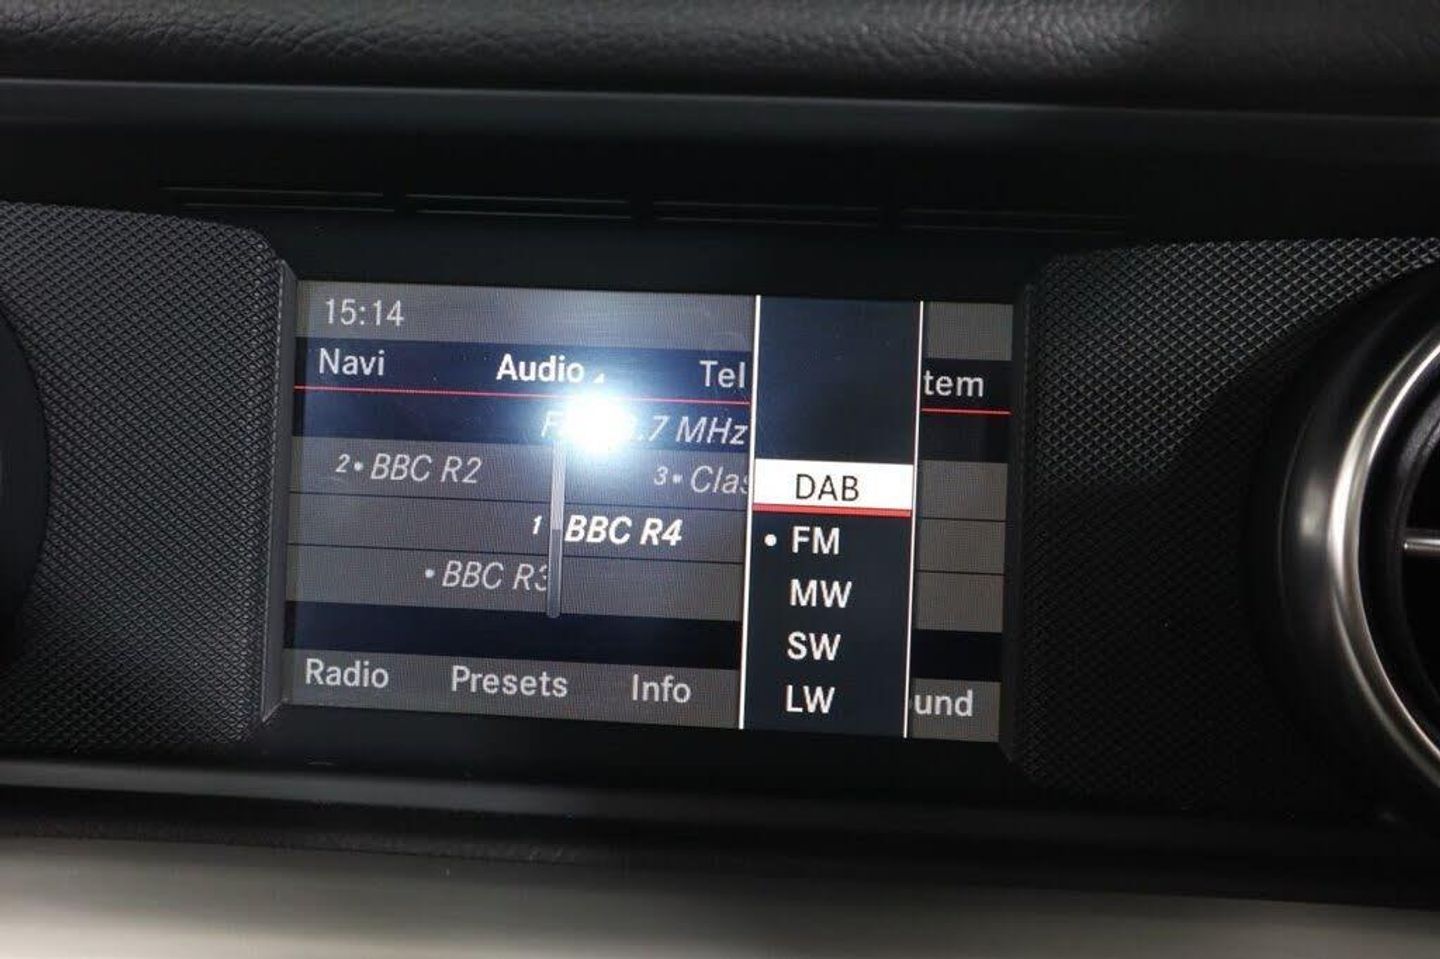 15:14
Navi Audio Tel tem
.7 MHz
2• BBC R2 3• Clas
1 BBC R4
• BBC R3
DAB
• FM
MW
SW
LW
Radio Presets Info und